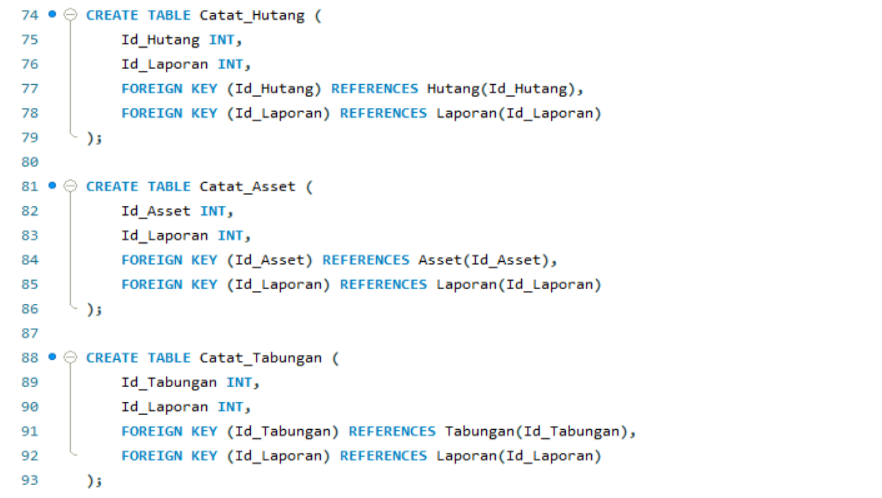 74 CREATE TABLE Catat_Hutang (
75 Id_Hutang INT,
76 Id_Laporan INT,
77 FOREIGN KEY (Id_Hutang) REFERENCES Hutang(Id_Hutang),
78 FOREIGN KEY (Id_Laporan) REFERENCES Laporan(Id_Laporan)
79 );
80
81 CREATE TABLE Catat_Asset (
82 Id_Asset INT,
83 Id_Laporan INT,
84 FOREIGN KEY (Id_Asset) REFERENCES Asset(Id_Asset),
85 FOREIGN KEY (Id_Laporan) REFERENCES Laporan(Id_Laporan)
86 );
87
88 CREATE TABLE Catat_Tabungan (
89 Id_Tabungan INT,
90 Id_Laporan INT,
91 FOREIGN KEY (Id_Tabungan) REFERENCES Tabungan(Id_Tabungan),
92 FOREIGN KEY (Id_Laporan) REFERENCES Laporan(Id_Laporan)
93 );